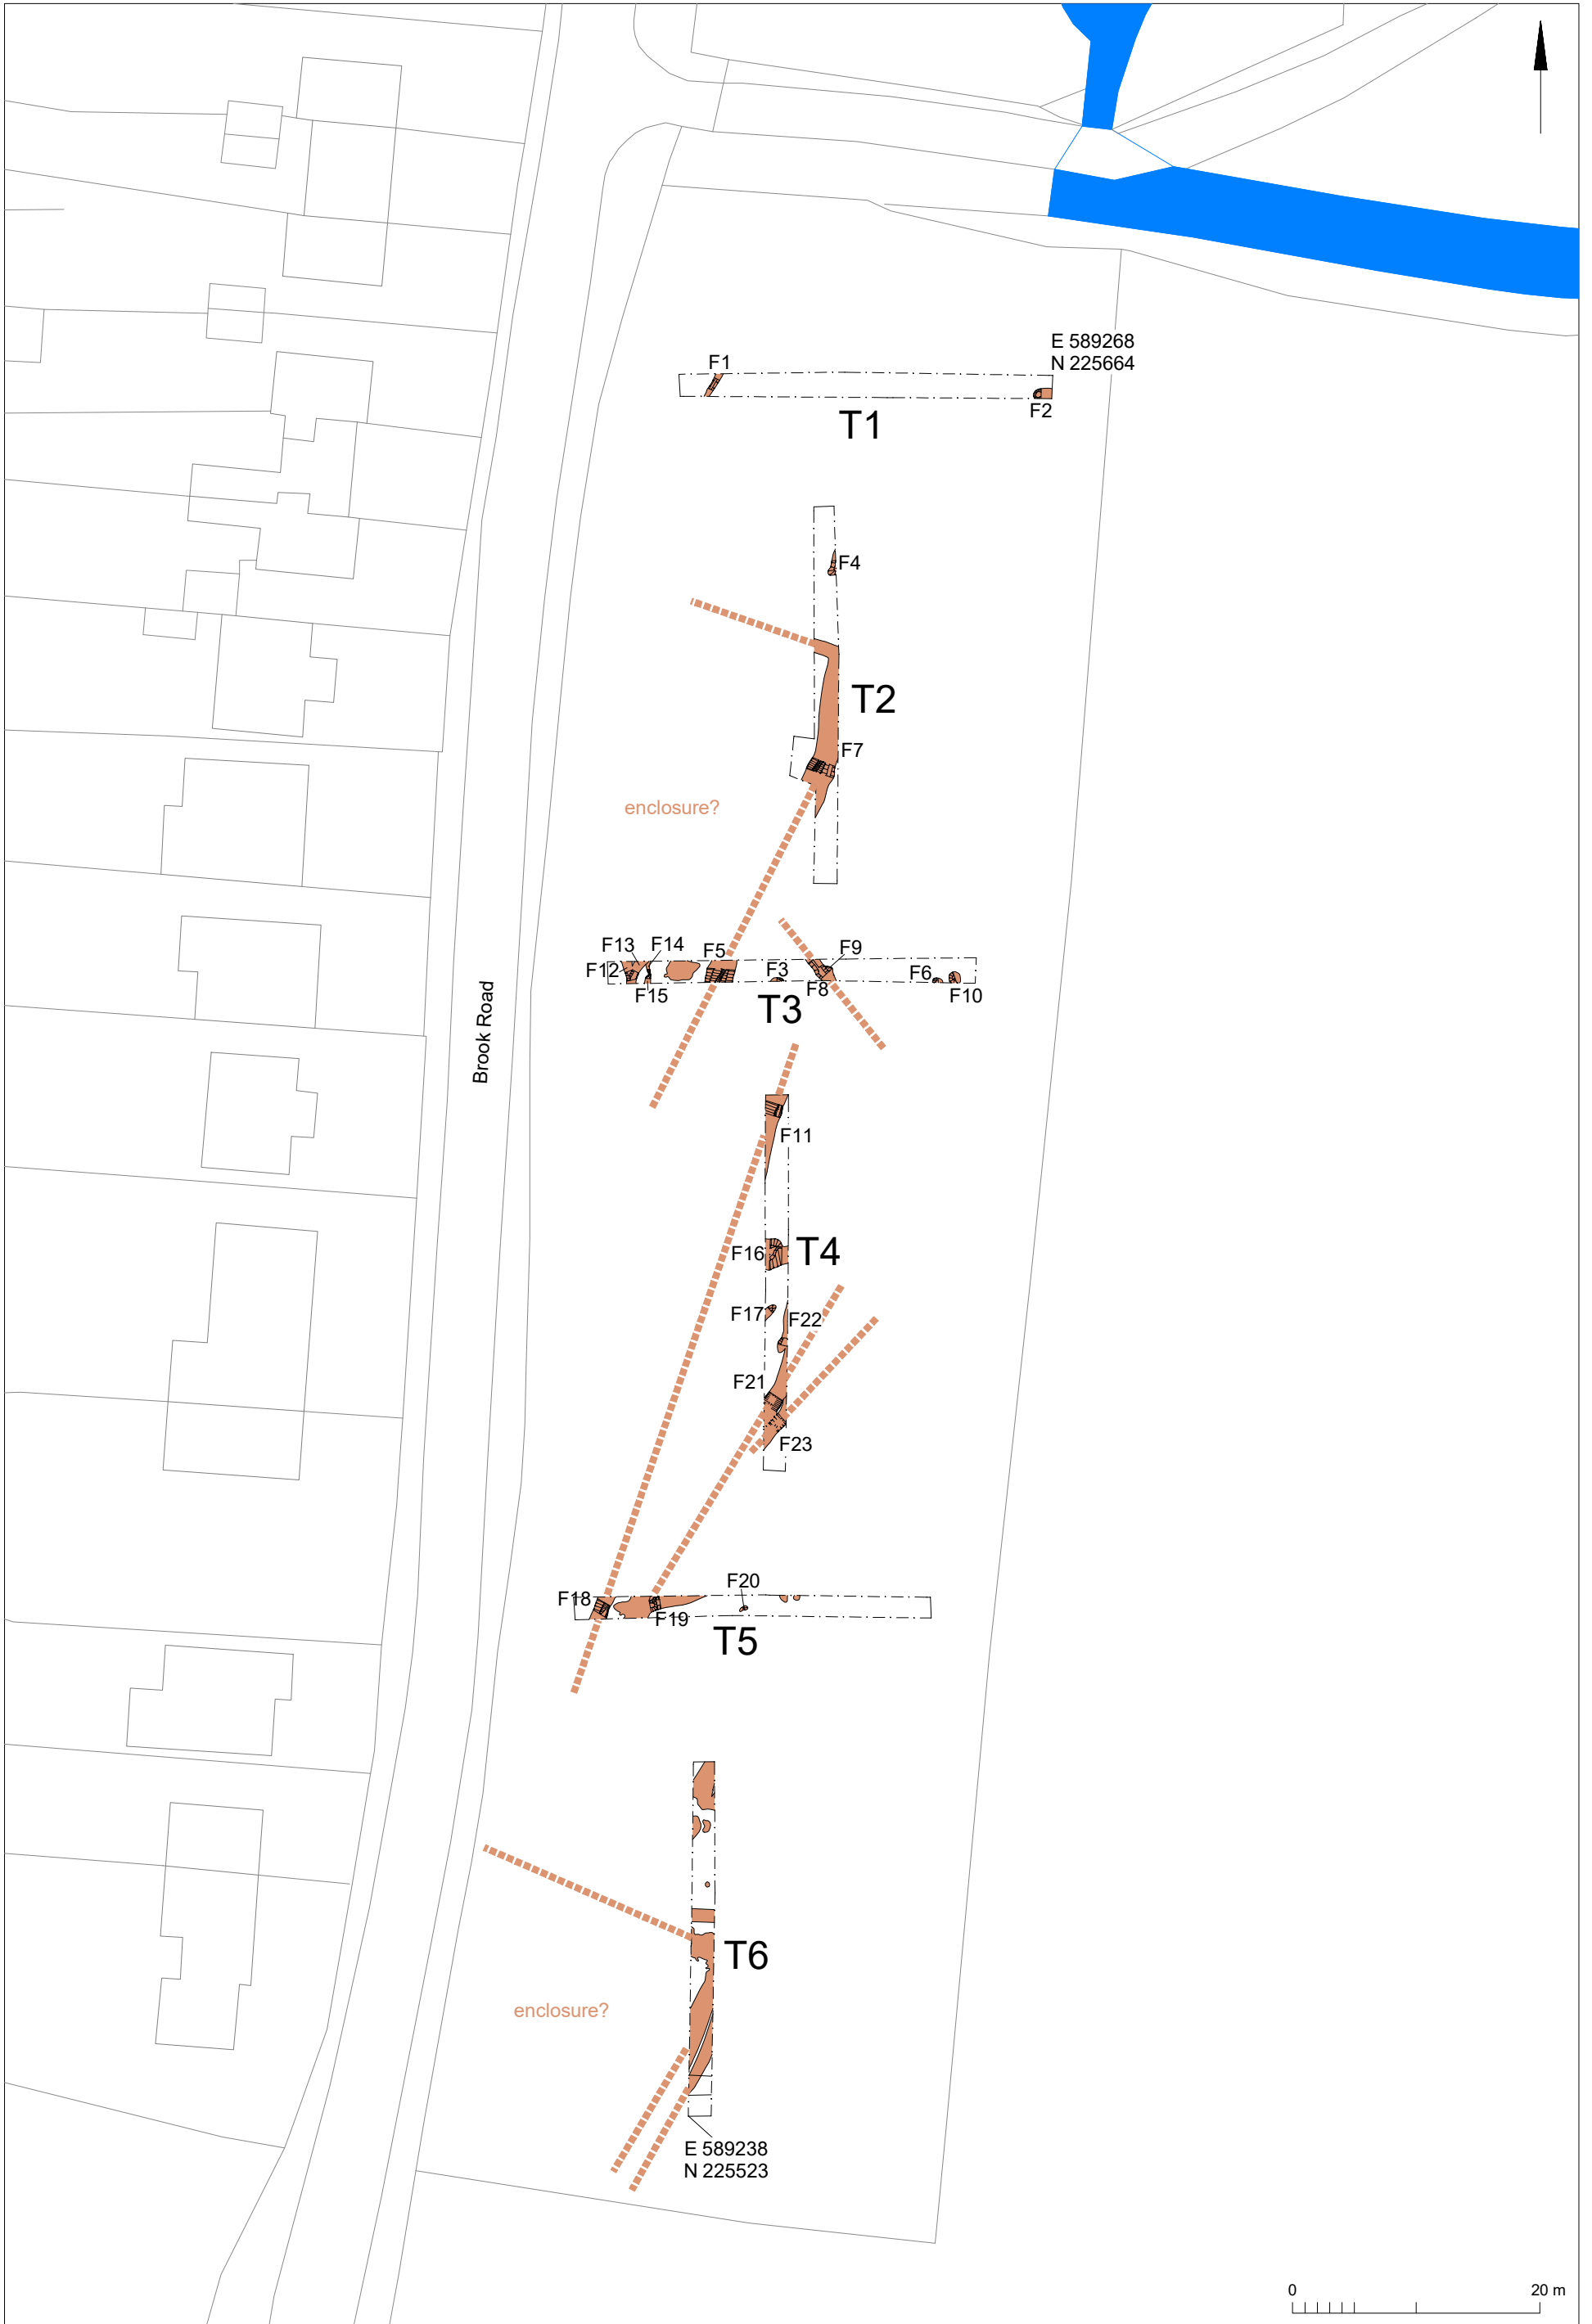 E 589268
N 225664
F1
F2
T1
F4
T2
F7
enclosure?
F13
F14
F5
F9
F12
F3
F6
F15
F8
F10
T3
Brook Road
F11
F16
T4
F17
F22
F21
F23
F18
F20
F19
T5
T6
enclosure?
E 589238
N 225523
0
20 m